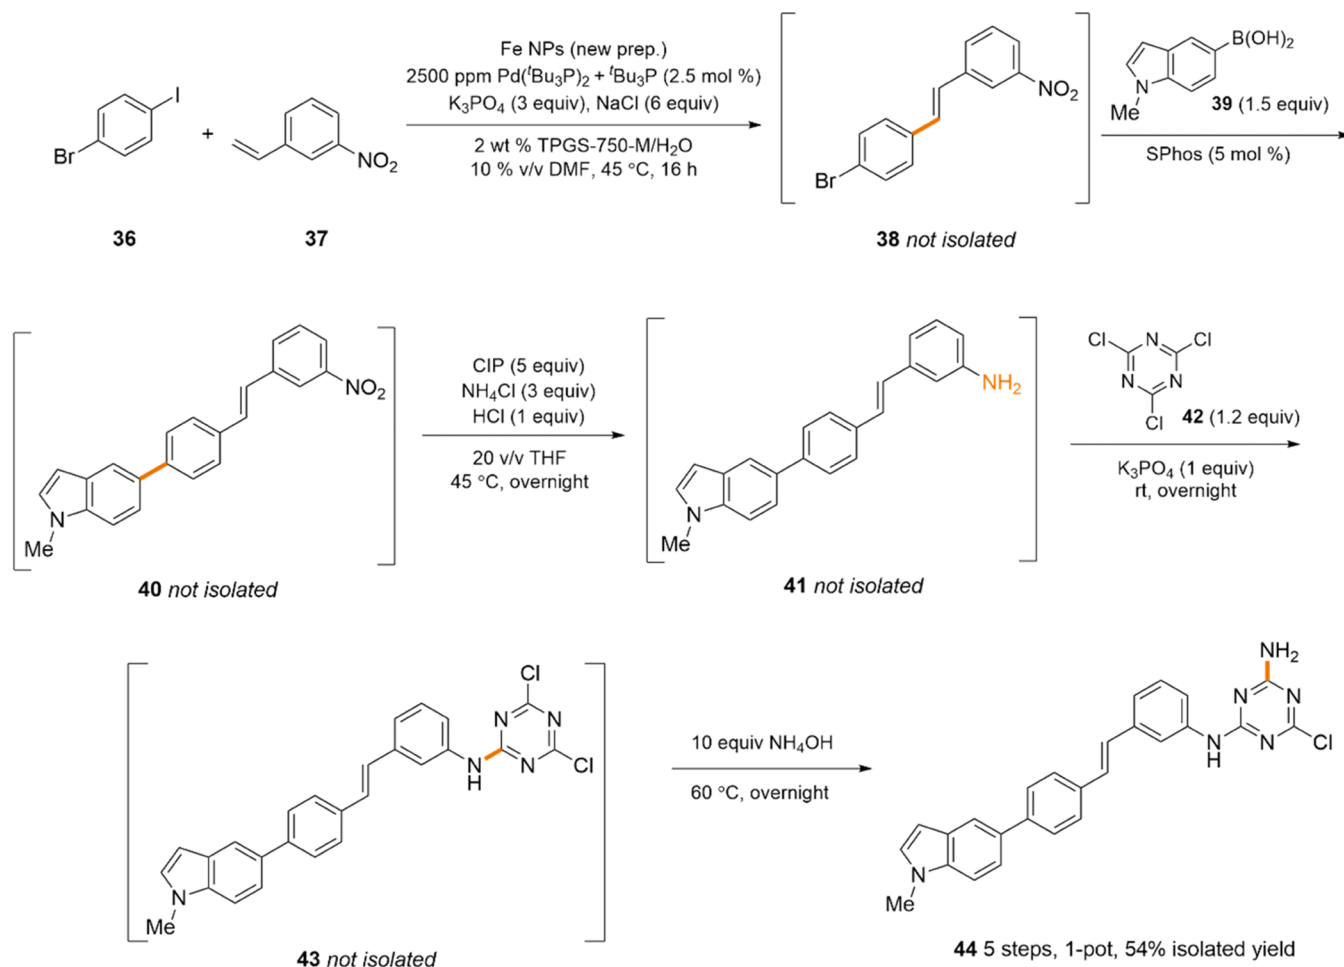 Fe NPs (new prep.)
2500 ppm Pd(ᵗBu₃P)₂ + ᵗBu₃P (2.5 mol %)
K₃PO₄ (3 equiv), NaCl (6 equiv)
2 wt % TPGS-750-M/H₂O
10 % v/v DMF, 45 °C, 16 h
I
Br
+
NO₂
36
37
NO₂
Br
38 not isolated
B(OH)₂
N
Me
39 (1.5 equiv)
SPhos (5 mol %)
NO₂
N
Me
40 not isolated
CIP (5 equiv)
NH₄Cl (3 equiv)
HCl (1 equiv)
20 v/v THF
45 °C, overnight
NH₂
N
Me
41 not isolated
Cl
N
Cl
N
N
Cl
42 (1.2 equiv)
K₃PO₄ (1 equiv)
rt, overnight
Cl
N
N
N
H
N
Cl
N
Me
43 not isolated
10 equiv NH₄OH
60 °C, overnight
NH₂
N
N
N
H
N
Cl
N
Me
44 5 steps, 1-pot, 54% isolated yield